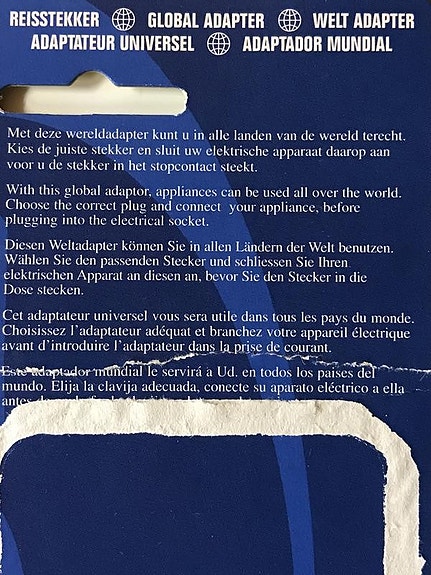 REISSTEKKER GLOBAL ADAPTER WELT ADAPTER
ADAPTATEUR UNIVERSEL ADAPTADOR MUNDIAL
Met deze wereldadapter kunt u in alle landen van de wereld terecht.
Kies de juiste stekker en sluit uw elektrische apparaat daarop aan
voor u de stekker in het stopcontact steekt.
With this global adaptor, appliances can be used all over the world.
Choose the correct plug and connect your appliance, before
plugging into the electrical socket.
Diesen Weltadapter können Sie in allen Ländern der Welt benutzen.
Wählen Sie den passenden Stecker und schliessen Sie Ihren
elektrischen Apparat an diesen an, bevor Sie den Stecker in die
Dose stecken.
Cet adaptateur universel vous sera utile dans tous les pays du monde.
Choisissez l'adaptateur adéquat et branchez votre appareil électrique
avant d'introduire l'adaptateur dans la prise de courant.
Este adaptador mundial le servirá a Ud. en todos los países del
mundo. Elija la clavija adecuada, conecte su aparato eléctrico a ella
antes